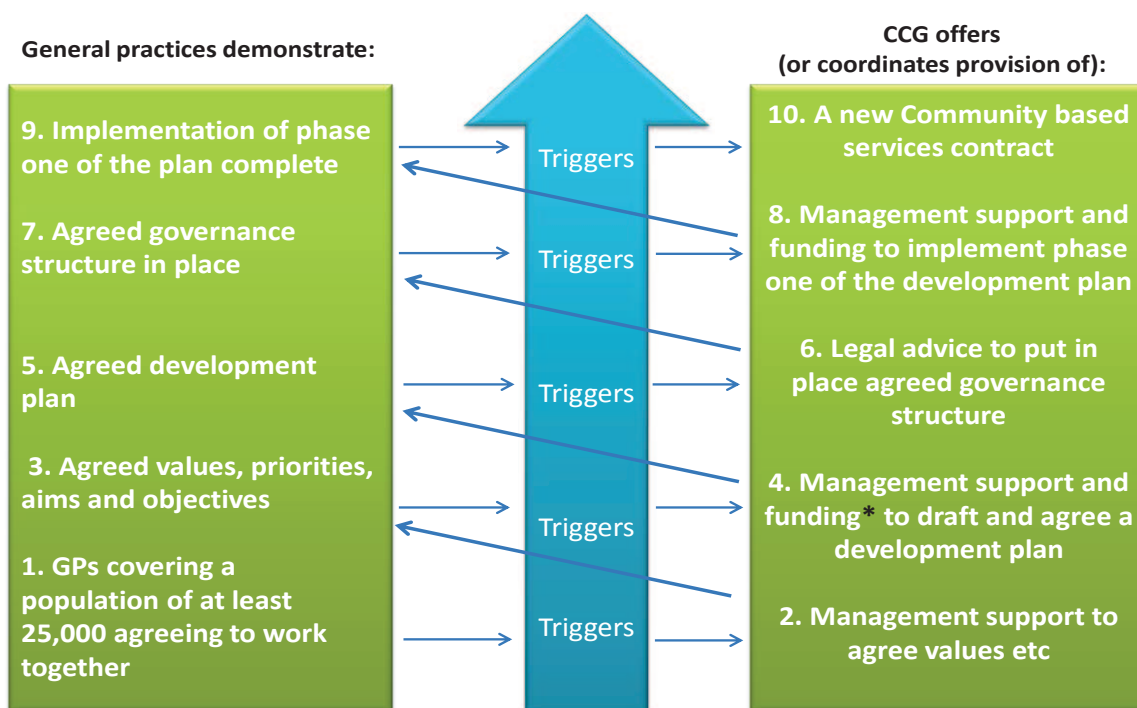 General practices demonstrate:
9. Implementation of phase
one of the plan complete
7. Agreed governance
structure in place
5. Agreed development
plan
3. Agreed values, priorities,
aims and objectives
1. GPs covering a
population of at least
25,000 agreeing to work
together
Triggers
Triggers
Triggers
Triggers
Triggers
CCG offers
(or coordinates provision of):
10. A new Community based
services contract
8. Management support and
funding to implement phase
one of the development plan
6. Legal advice to put in
place agreed governance
structure
4. Management support and
funding* to draft and agree a
development plan
2. Management support to
agree values etc